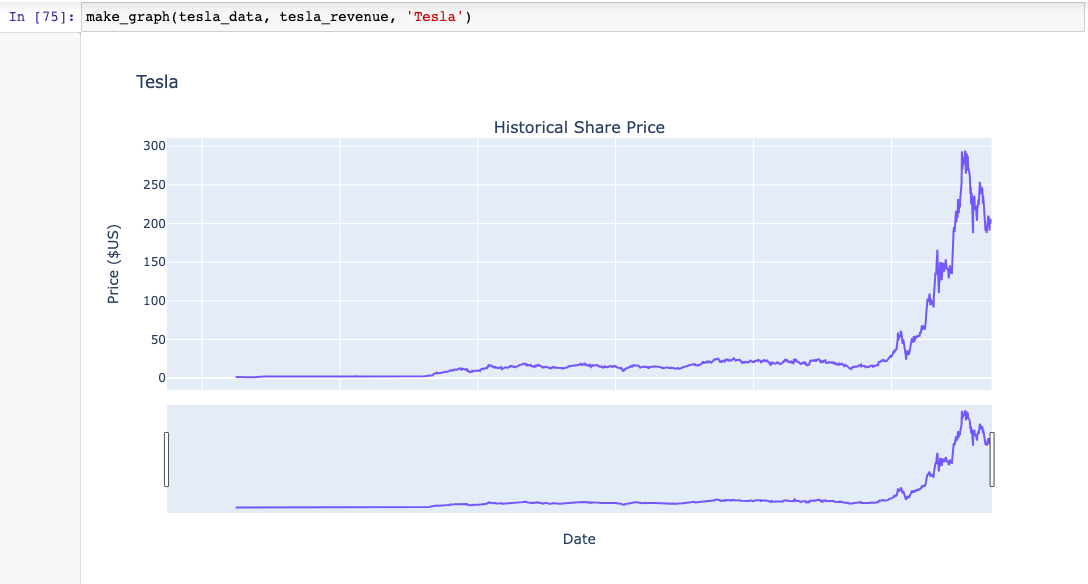 In [75]: make_graph(tesla_data, tesla_revenue, 'Tesla')
Tesla
Historical Share Price
300
250
200
150
100
50
0
Price ($US)
Date